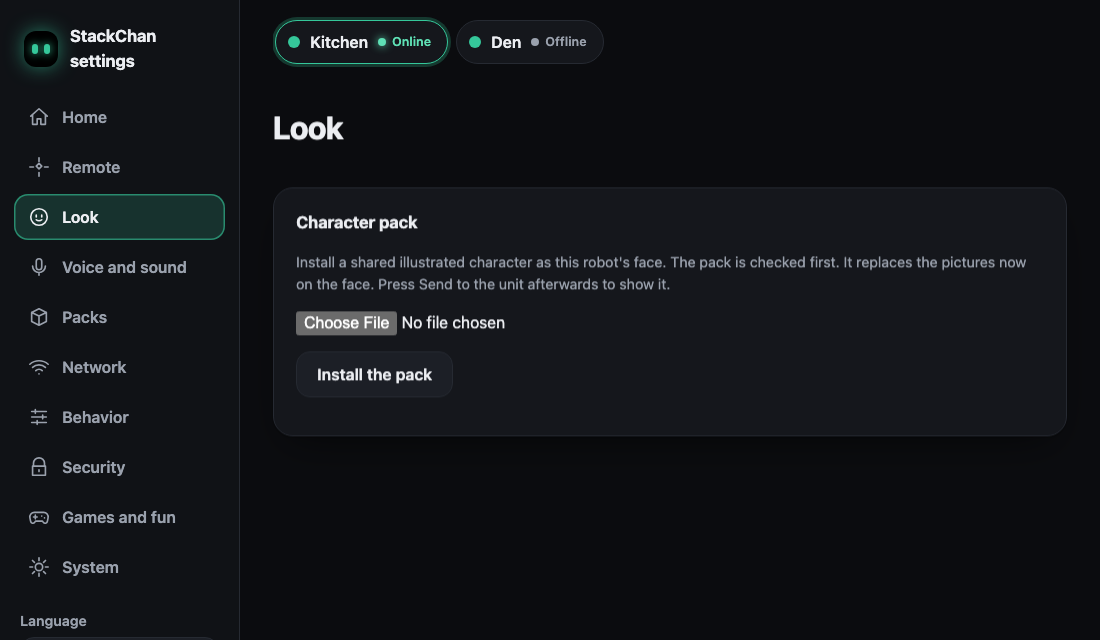 StackChan
settings
Home
Remote
Look
Voice and sound
Packs
Network
Behavior
Security
Games and fun
System
Language
Kitchen Online
Den Offline
Look
Character pack
Install a shared illustrated character as this robot's face. The pack is checked first. It replaces the pictures now
on the face. Press Send to the unit afterwards to show it.
Choose File No file chosen
Install the pack